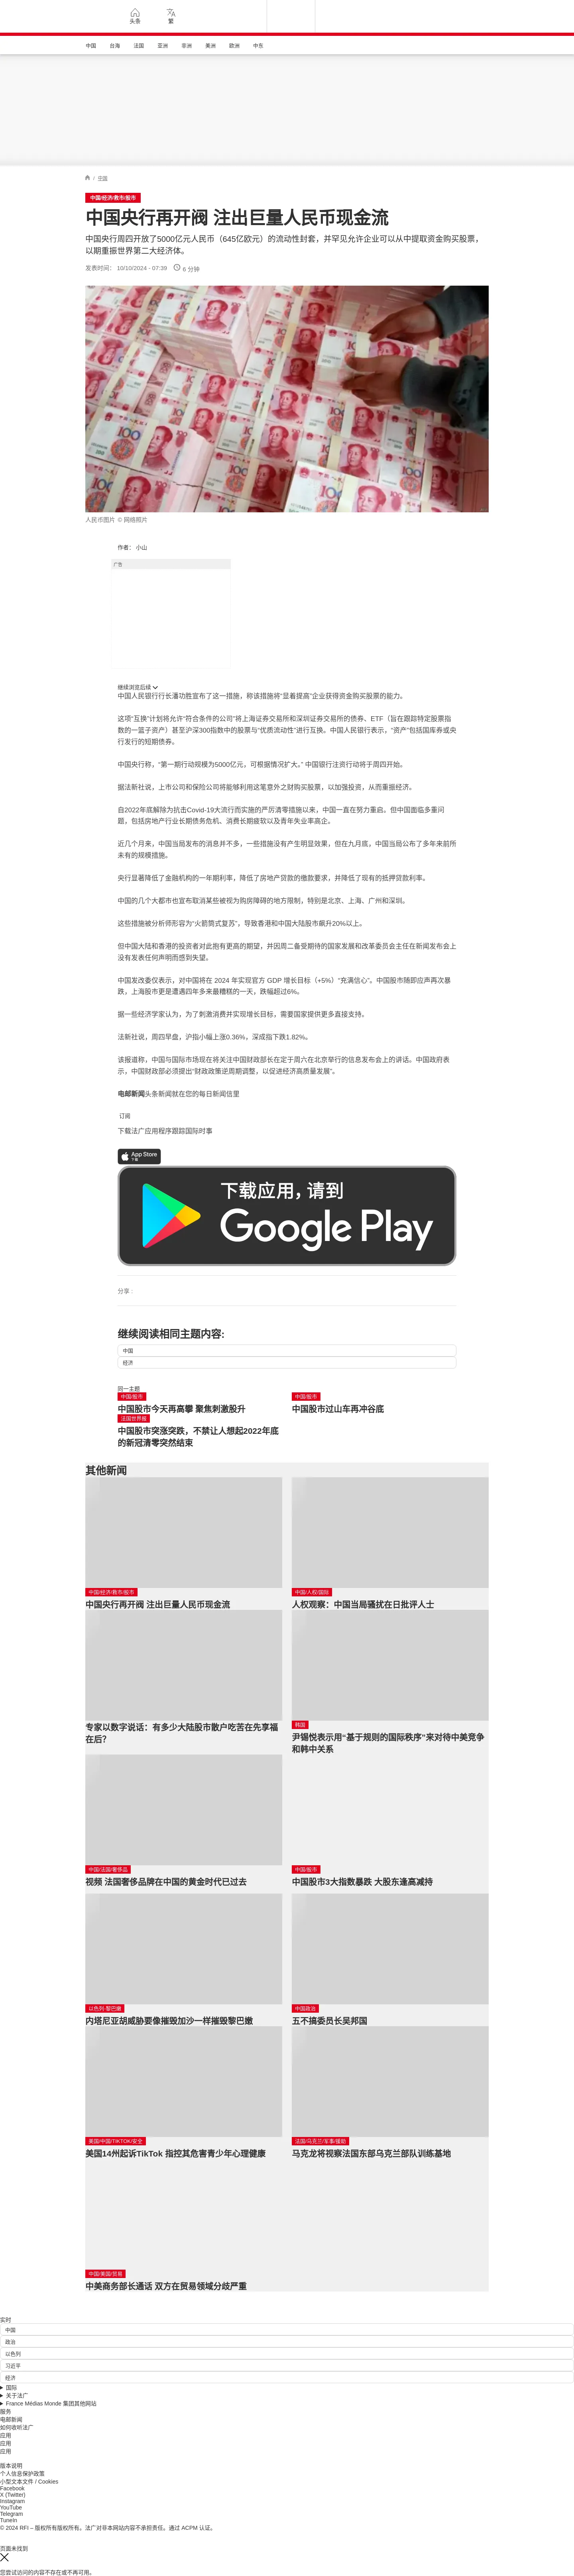 头条
繁
中国
台海
法国
亚洲
非洲
美洲
欧洲
中东
/ 中国
中国/经济/救市/股市
中国央行再开阀 注出巨量人民币现金流
中国央行周四开放了5000亿元人民币（645亿欧元）的流动性封套，并罕见允许企业可以从中提取资金购买股票，
以期重振世界第二大经济体。
发表时间： 10/10/2024 - 07:39 6 分钟
人民币图片 © 网络照片
作者： 小山
广告
继续浏览后续
中国人民银行行长潘功胜宣布了这一措施，称该措施将“显着提高”企业获得资金购买股票的能力。
这项“互换”计划将允许“符合条件的公司”将上海证券交易所和深圳证券交易所的债券、ETF（旨在跟踪特定股票指
数的一篮子资产）甚至沪深300指数中的股票与“优质流动性”进行互换。中国人民银行表示，“资产”包括国库券或央
行发行的短期债券。
中国央行称，“第一期行动规模为5000亿元，可根据情况扩大。” 中国银行注资行动将于周四开始。
据法新社说，上市公司和保险公司将能够利用这笔意外之财购买股票，以加强投资，从而重振经济。
自2022年底解除为抗击Covid-19大流行而实施的严厉清零措施以来，中国一直在努力重启。但中国面临多重问
题，包括房地产行业长期债务危机、消费长期疲软以及青年失业率高企。
近几个月来，中国当局发布的消息并不多，一些措施没有产生明显效果，但在九月底，中国当局公布了多年来前所
未有的规模措施。
央行显著降低了金融机构的一年期利率，降低了房地产贷款的缴款要求，并降低了现有的抵押贷款利率。
中国的几个大都市也宣布取消某些被视为购房障碍的地方限制，特别是北京、上海、广州和深圳。
这些措施被分析师形容为“火箭筒式复苏”，导致香港和中国大陆股市飙升20%以上。
但中国大陆和香港的投资者对此抱有更高的期望，并因周二备受期待的国家发展和改革委员会主任在新闻发布会上
没有发表任何声明而感到失望。
中国发改委仅表示，对中国将在 2024 年实现官方 GDP 增长目标（+5%）“充满信心”。中国股市随即应声再次暴
跌，上海股市更是遭遇四年多来最糟糕的一天，跌幅超过6%。
据一些经济学家认为，为了刺激消费并实现增长目标，需要国家提供更多直接支持。
法新社说，周四早盘，沪指小幅上涨0.36%，深成指下跌1.82%。
该报道称，中国与国际市场现在将关注中国财政部长在定于周六在北京举行的信息发布会上的讲话。中国政府表
示，中国财政部必须提出“财政政策逆周期调整，以促进经济高质量发展”。
电邮新闻头条新闻就在您的每日新闻信里
订阅
下载法广应用程序跟踪国际时事
App Store
下载
下载应用，请到
Google Play
分享 :
继续阅读相同主题内容:
中国
经济
同一主题
中国/股市
中国股市今天再高攀 聚焦刺激股升
中国/股市
中国股市过山车再冲谷底
法国世界报
中国股市突涨突跌，不禁让人想起2022年底
的新冠清零突然结束
其他新闻
中国/经济/救市/股市
中国央行再开阀 注出巨量人民币现金流
中国/人权/国际
人权观察：中国当局骚扰在日批评人士
专家以数字说话：有多少大陆股市散户吃苦在先享福
在后?
韩国
尹锡悦表示用“基于规则的国际秩序”来对待中美竞争
和韩中关系
中国/法国/奢侈品
视频 法国奢侈品牌在中国的黄金时代已过去
中国/股市
中国股市3大指数暴跌 大股东逢高减持
以色列-黎巴嫩
内塔尼亚胡威胁要像摧毁加沙一样摧毁黎巴嫩
中国政治
五不搞委员长吴邦国
美国/中国/TIKTOK/安全
美国14州起诉TikTok 指控其危害青少年心理健康
法国/乌克兰/军事/援助
马克龙将视察法国东部乌克兰部队训练基地
中国/美国/贸易
中美商务部长通话 双方在贸易领域分歧严重
实时
中国
政治
以色列
习近平
经济
国际
关于法广
France Médias Monde 集团其他网站
服务
电邮新闻
如何收听法广
应用
应用
应用
版本说明
个人信息保护政策
小型文本文件 / Cookies
Facebook
X (Twitter)
Instagram
YouTube
Telegram
TuneIn
© 2024 RFI – 版权所有版权所有。法广对非本网站内容不承担责任。通过 ACPM 认证。
页面未找到
您尝试访问的内容不存在或不再可用。